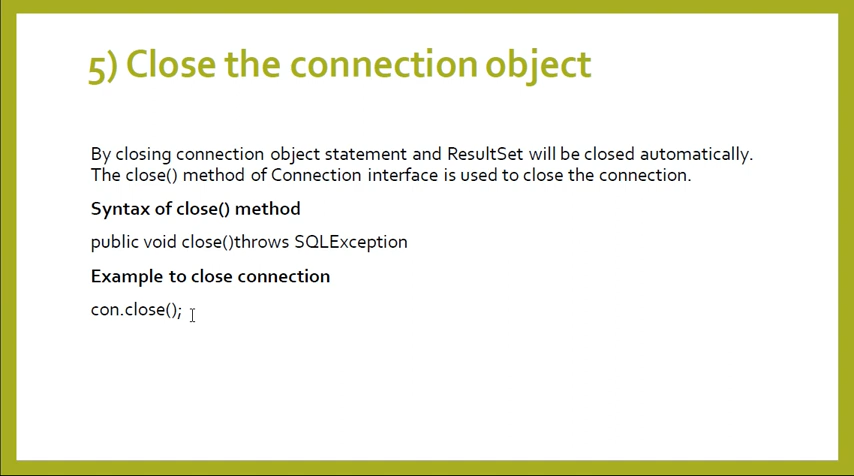 5) Close the connection object
By closing connection object statement and ResultSet will be closed automatically.
The close() method of Connection interface is used to close the connection.
Syntax of close() method
public void close()throws SQLException
Example to close connection
con.close();